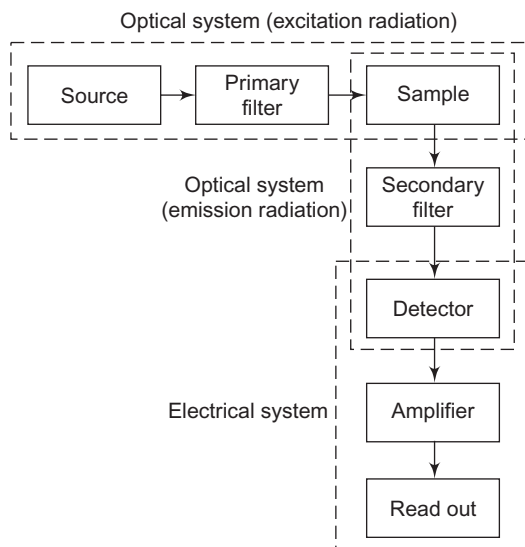 Optical system (excitation radiation)
Source
Primary
filter
Sample
Optical system
(emission radiation)
Secondary
filter
Detector
Electrical system
Amplifier
Read out